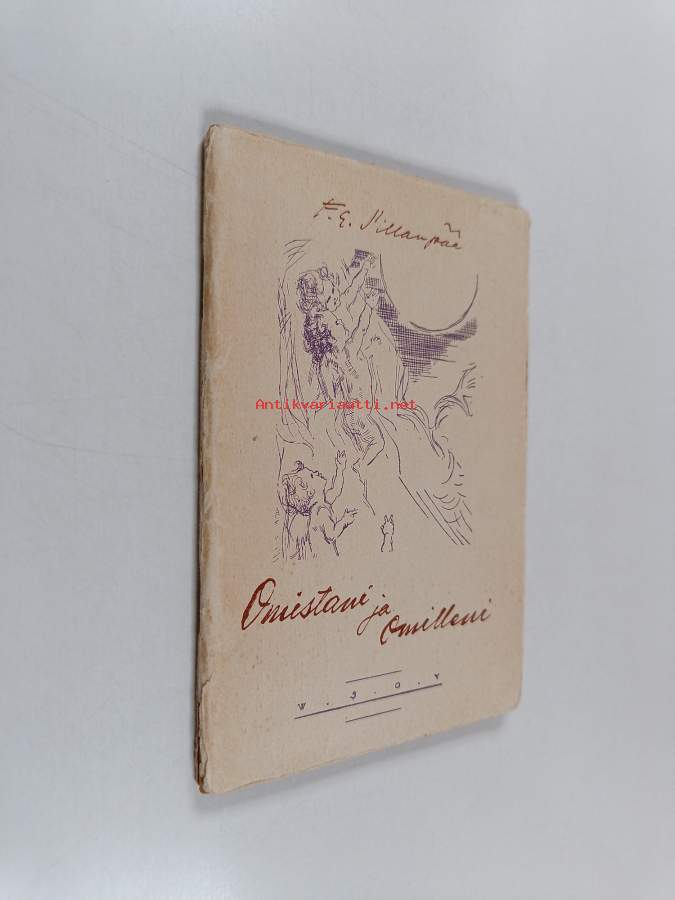 F. E. Sillanpää
Antikvariaatti.net
Omistani ja
omilleni
W . S . O . Y